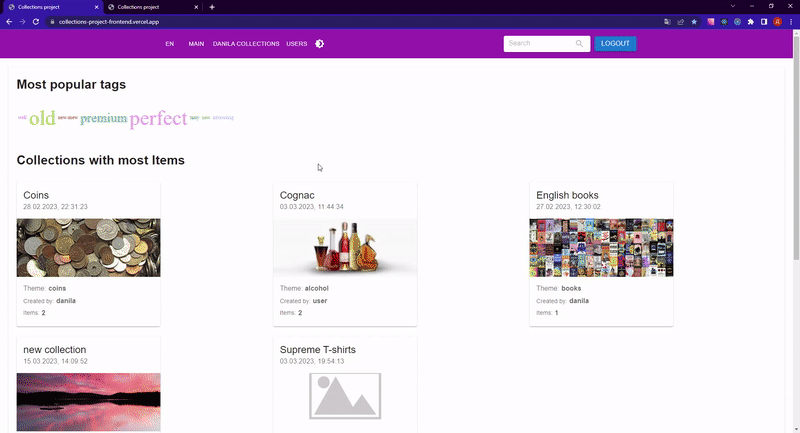 Collections project
Collections project
collections-project-frontend.vercel.app
EN MAIN DANILA COLLECTIONS USERS Search LOGOUT
Most popular tags
old new-new premium perfect
Collections with most Items
Coins
28.02.2023, 22:31:23
Theme: coins
Created by: danila
Items: 2
Cognac
03.03.2023, 11:44:34
Theme: alcohol
Created by: user
Items: 2
English books
27.02.2023, 12:30:02
Theme: books
Created by: danila
Items: 1
new collection
15.03.2023, 14:09:52
Supreme T-shirts
03.03.2023, 19:54:13